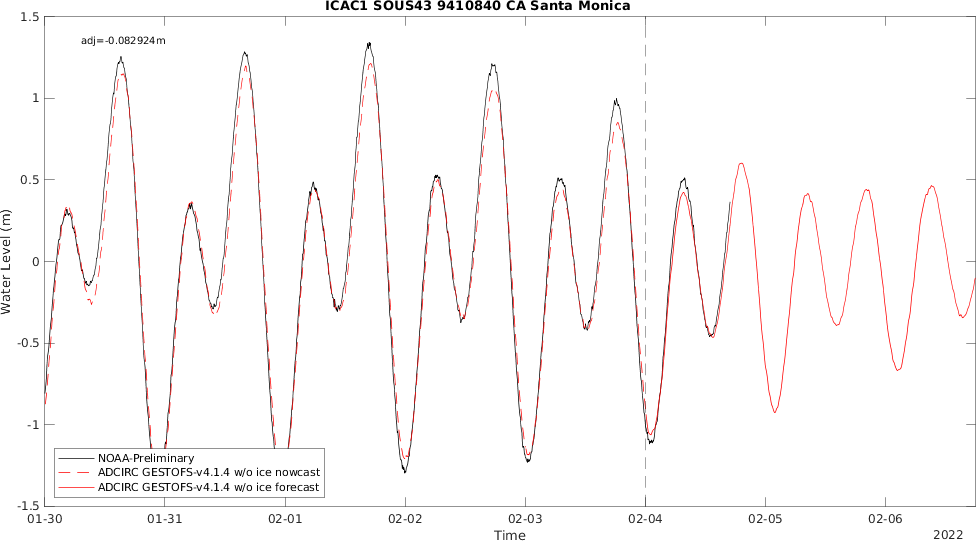 ICAC1 SOUS43 9410840 CA Santa Monica
1.5
adj=-0.082924m
1
0.5
0
-0.5
-1
-1.5
Water Level (m)
NOAA-Preliminary
ADCIRC GESTOFS-v4.1.4 w/o ice nowcast
ADCIRC GESTOFS-v4.1.4 w/o ice forecast
01-30 01-31 02-01 02-02 02-03 02-04 02-05 02-06
Time
2022